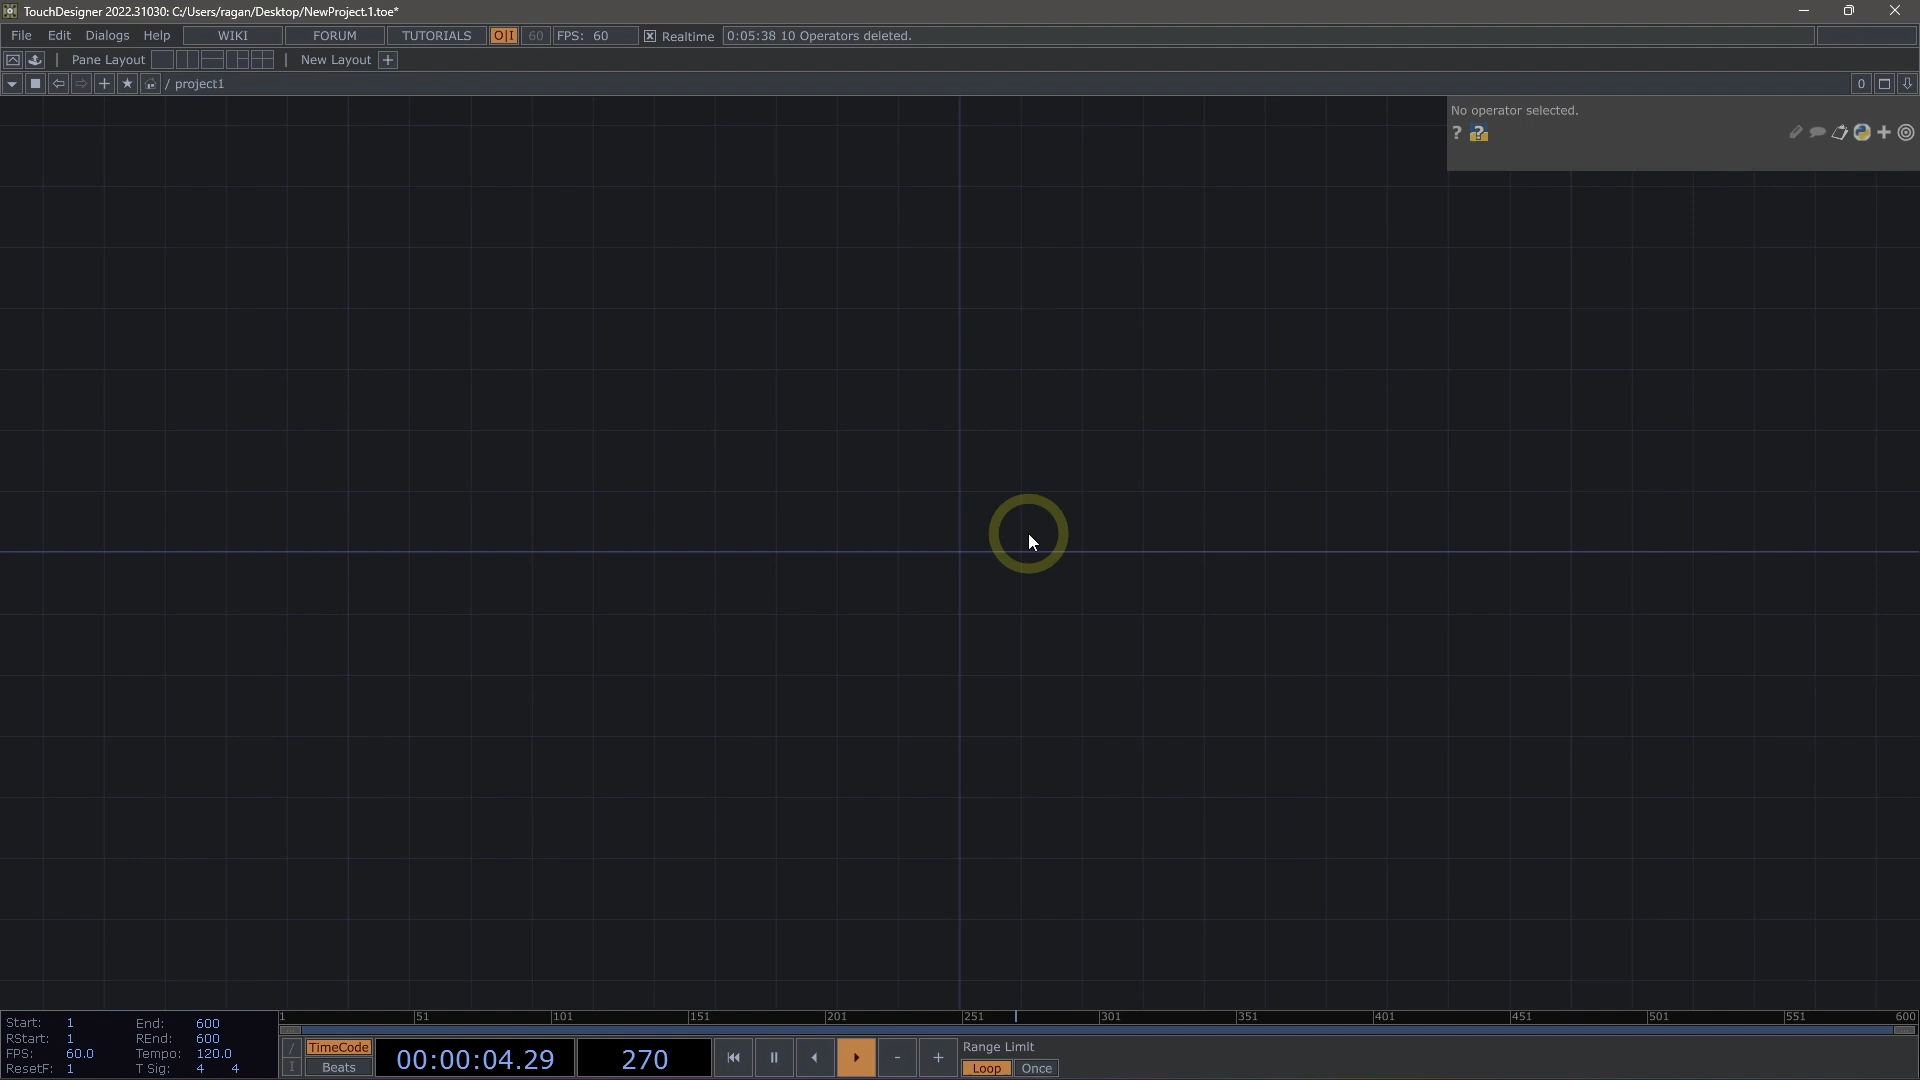 TouchDesigner 2022.31030: C:/Users/ragan/Desktop/NewProject.1.toe*
File Edit Dialogs Help WIKI FORUM TUTORIALS O|I 60 FPS: 60 Realtime 0:05:38 10 Operators deleted.
Pane Layout New Layout +
/ project1 0
No operator selected.
1 51 101 151 201 251 301 351 401 451 501 551 600
Start: 1 End: 600
RStart: 1 REnd: 600
FPS: 60.0 Tempo: 120.0
ResetF: 1 T Sig: 4 4
TimeCode
Beats
00:00:04.29 270 - +
Range Limit
Loop Once